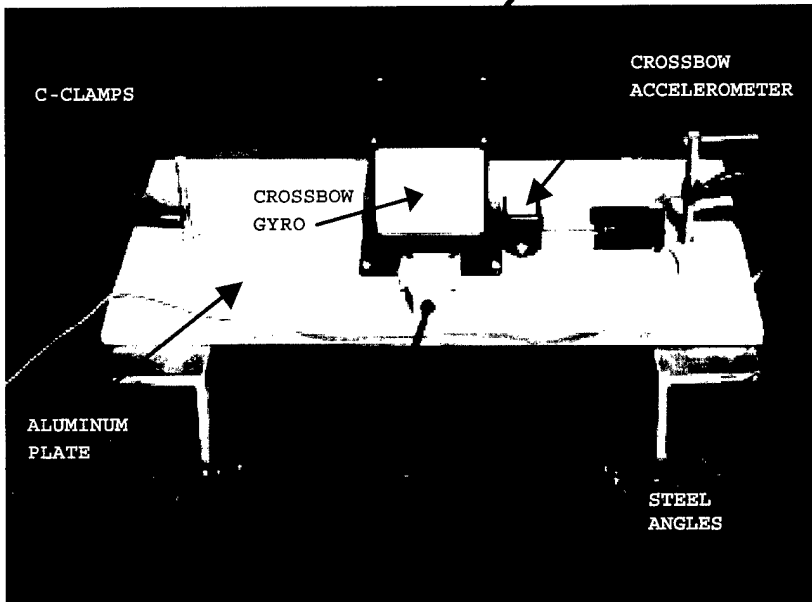 CROSSBOW
ACCELEROMETER
C-CLAMPS
CROSSBOW
GYRO
ALUMINUM
PLATE
STEEL
ANGLES